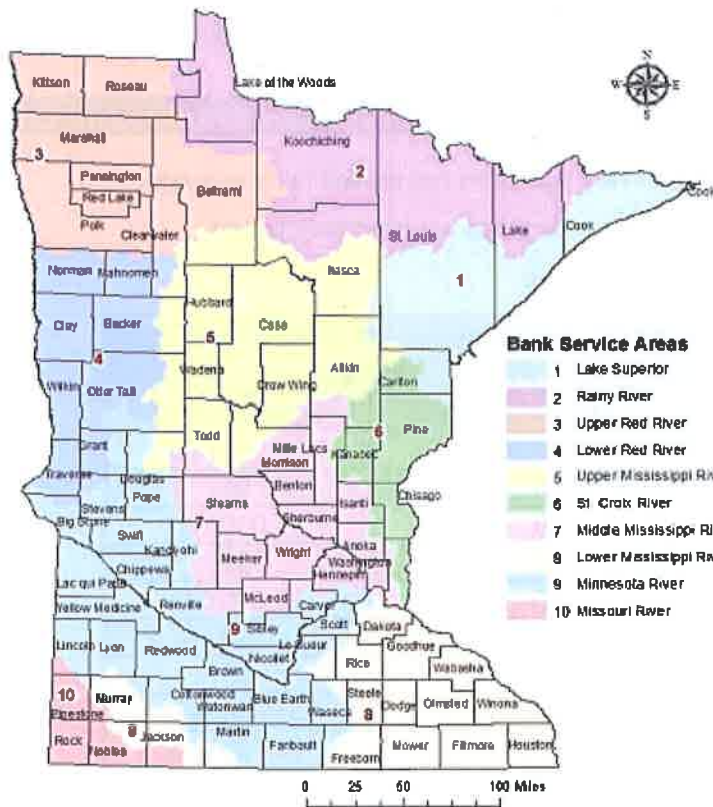 N
W E
S
Kittson
Roseau
Lake of the Woods
Marshall
Koochiching
3
2
Pennington
Beltrami
Red Lake
Cook
Polk
Clearwater
St. Louis
Lake
Cook
Norman
Mahnomen
Itasca
1
Hubbard
Clay
Becker
5
Cass
4
Wadena
Aitkin
Carlton
Wilkin
Otter Tail
Crow Wing
Todd
6
Pine
Grant
Mille Lacs
Morrison
Kanabec
Traverse
Douglas
Benton
Stevens
Pope
Stearns
Isanti
Chisago
Big Stone
Sherburne
Swift
7
Kandiyohi
Anoka
Meeker
Wright
Washington
Chippewa
Hennepin
Lac qui Parle
McLeod
Yellow Medicine
Renville
Carver
9
Sibley
Scott
Dakota
Lincoln
Lyon
Redwood
Le Sueur
Nicollet
Rice
Goodhue
Brown
Wabasha
10
Murray
Cottonwood
Watonwan
Blue Earth
Waseca
Steele
Dodge
Olmsted
Winona
Pipestone
8
Rock
Nobles
8
Jackson
Martin
Faribault
Freeborn
Mower
Fillmore
Houston
Bank Service Areas
1 Lake Superior
2 Rainy River
3 Upper Red River
4 Lower Red River
5 Upper Mississippi Riv
6 St. Croix River
7 Middle Mississippi Ri
8 Lower Mississippi Riv
9 Minnesota River
10 Missouri River
0 25 50 100 Miles